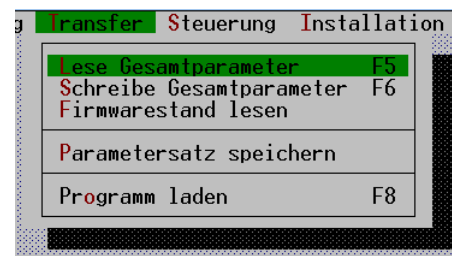 g Transfer Steuerung Installation
Lese Gesamtparameter F5
Schreibe Gesamtparameter F6
Firmwarestand lesen
Parametersatz speichern
Programm laden F8